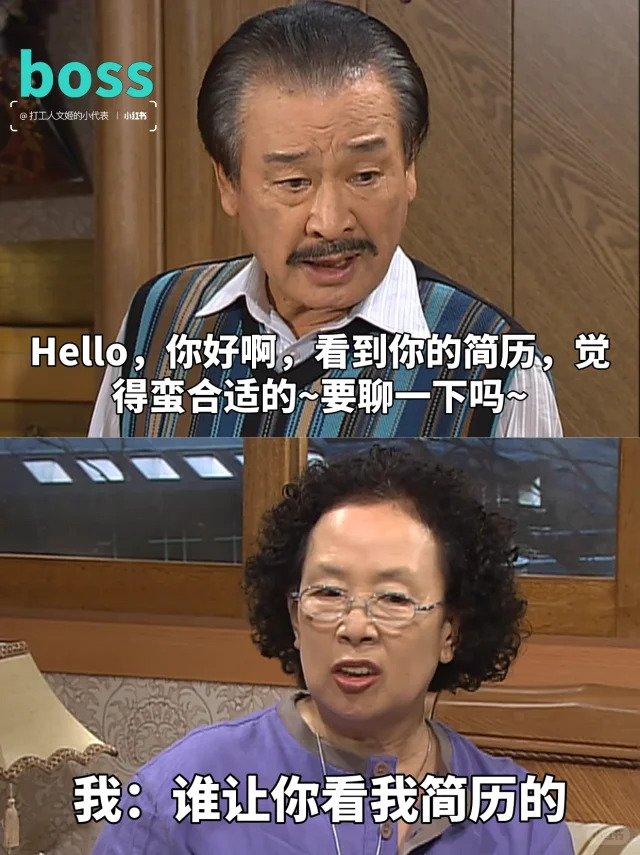 boss
@打工人文姬的小代表 | 小红书
Hello，你好啊，看到你的简历，觉
得蛮合适的~要聊一下吗~
我：谁让你看我简历的